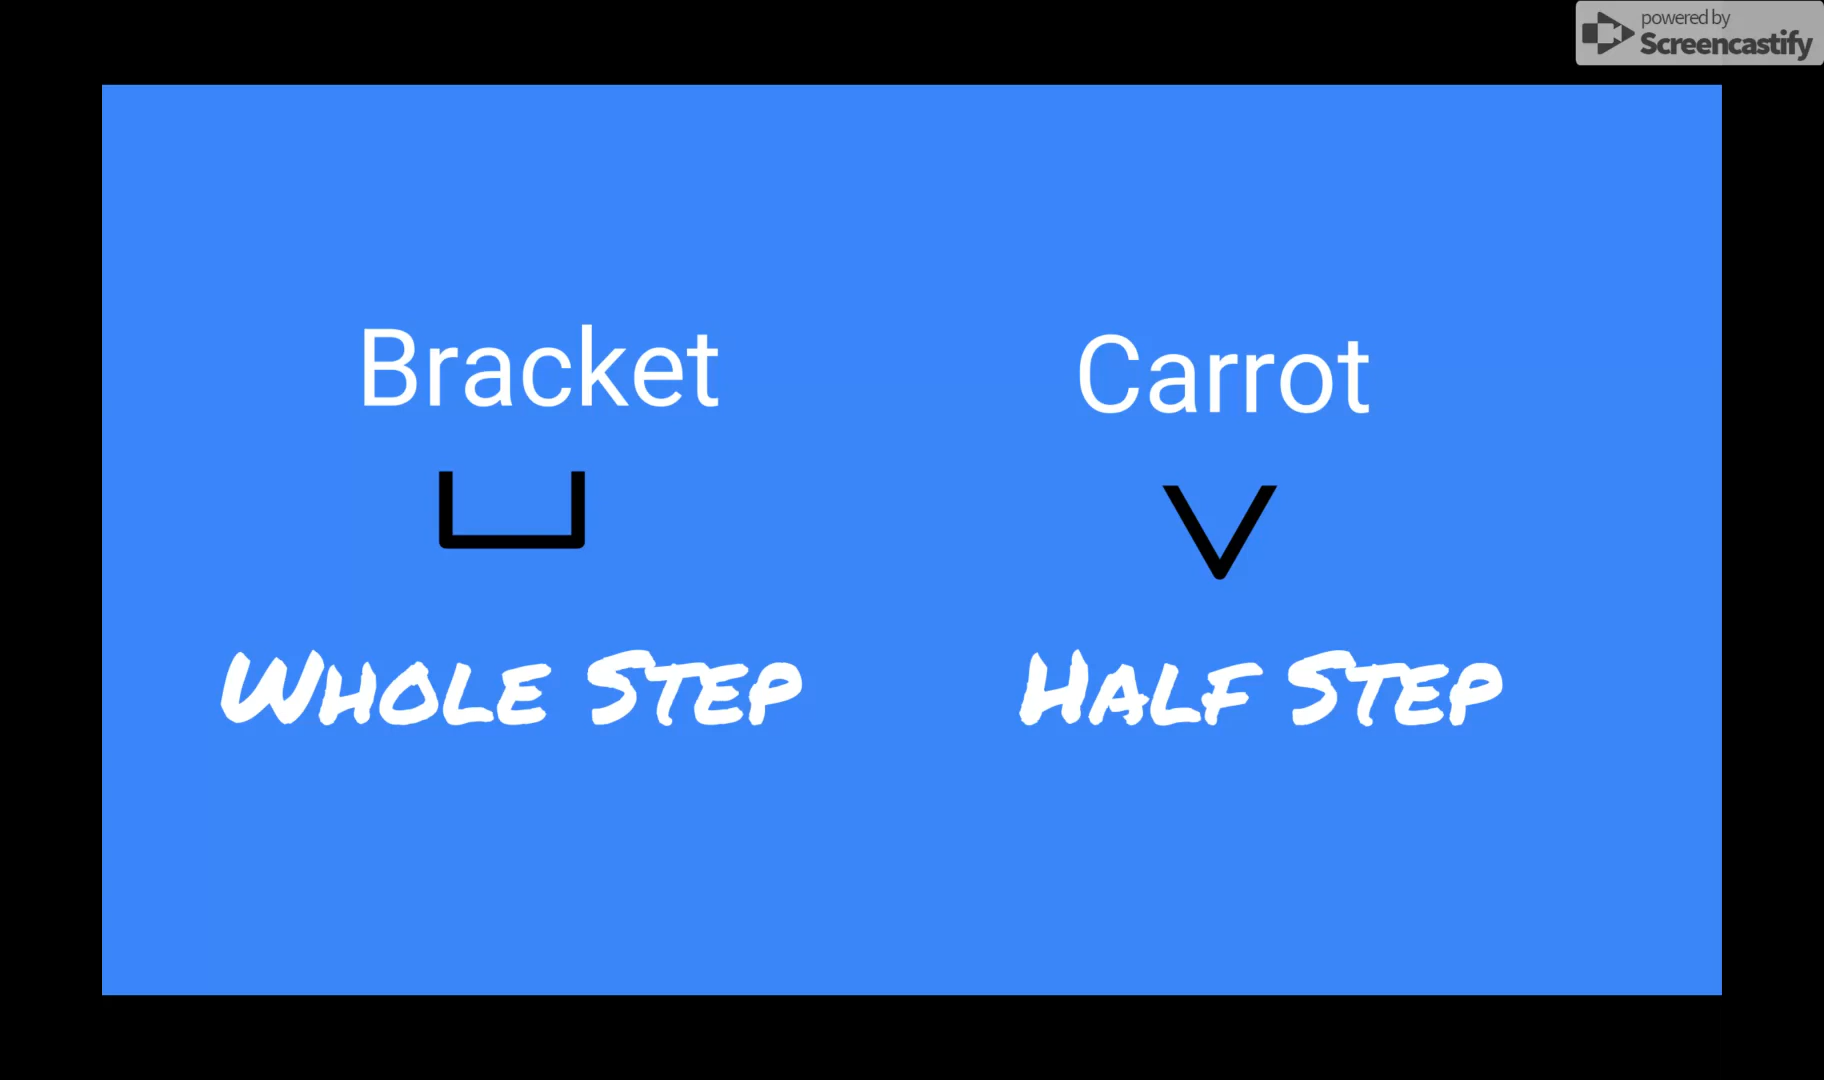 powered by
Screencastify
Bracket
Carrot
Whole Step
Half Step